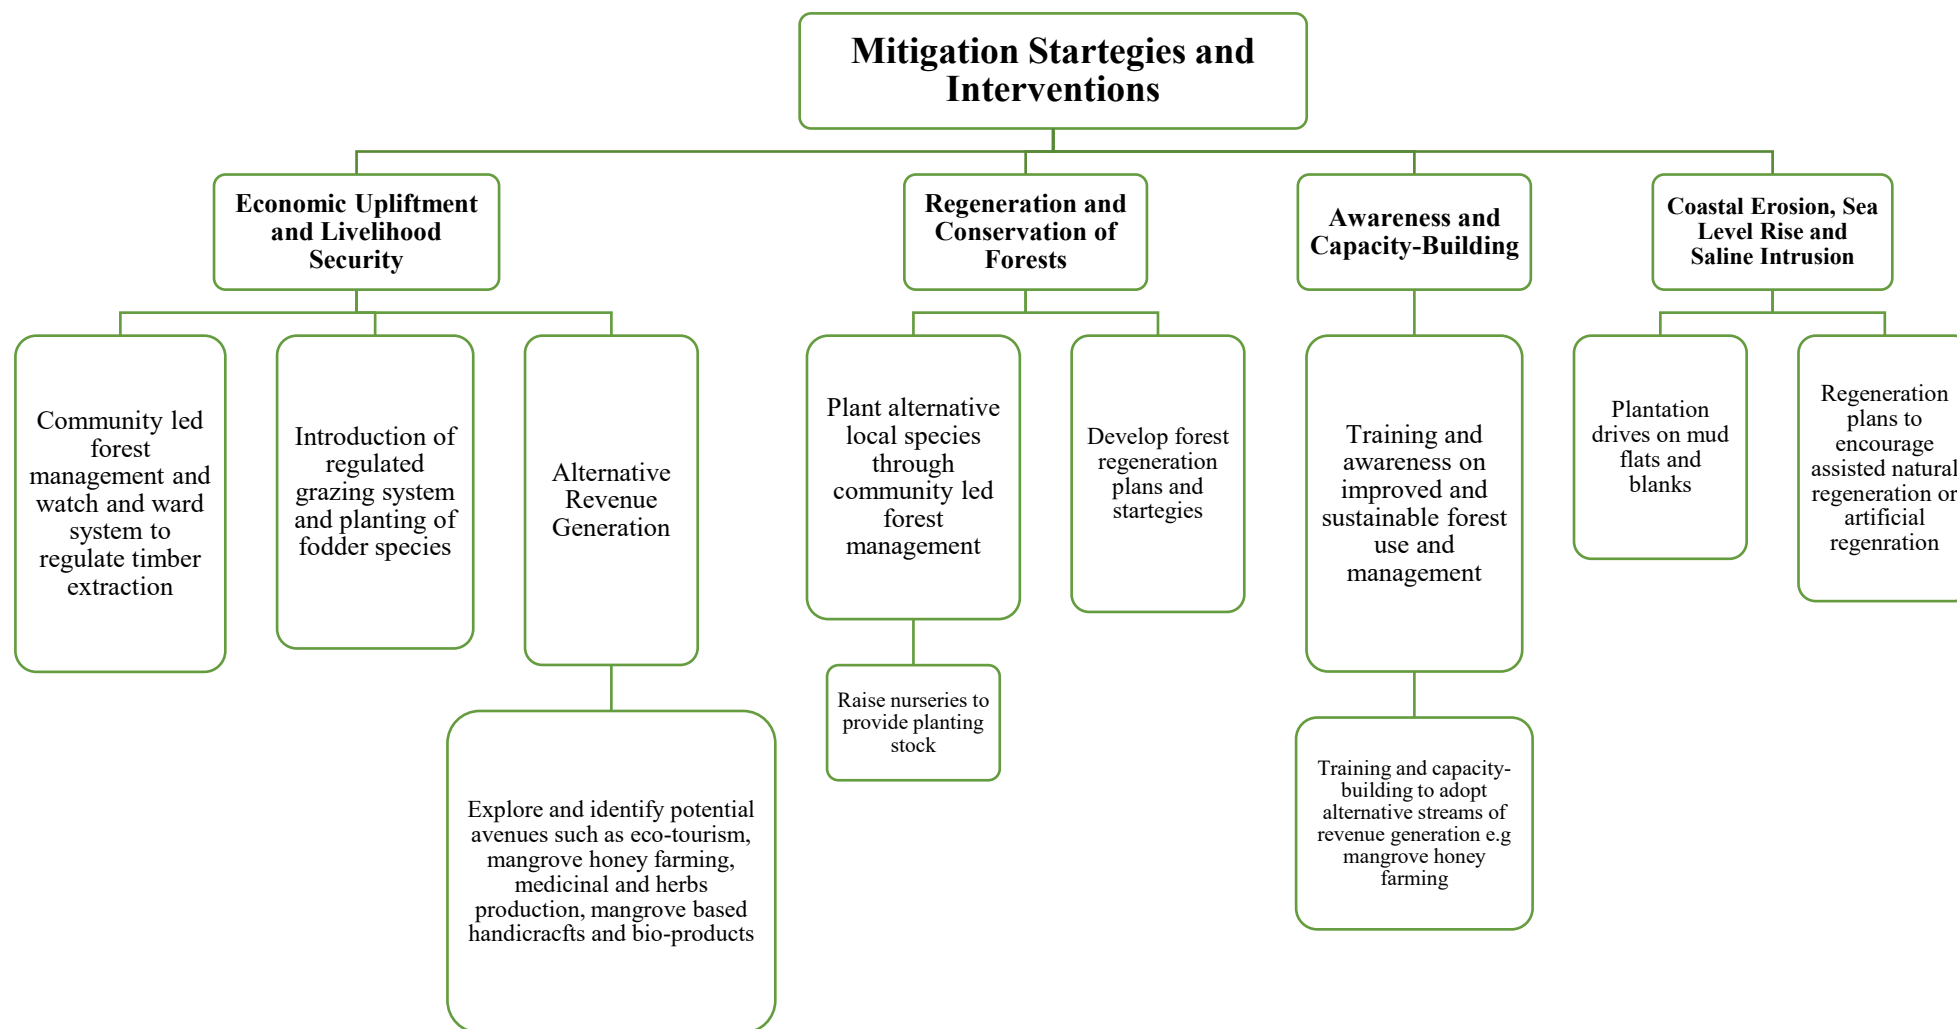 Mitigation Startegies and
Interventions
Economic Upliftment
and Livelihood
Security
Regeneration and
Conservation of
Forests
Awareness and
Capacity-Building
Coastal Erosion, Sea
Level Rise and
Saline Intrusion
Community led
forest
management and
watch and ward
system to
regulate timber
extraction
Introduction of
regulated
grazing system
and planting of
fodder species
Alternative
Revenue
Generation
Explore and identify potential
avenues such as eco-tourism,
mangrove honey farming,
medicinal and herbs
production, mangrove based
handicracfts and bio-products
Plant alternative
local species
through
community led
forest
management
Raise nurseries to
provide planting
stock
Develop forest
regeneration
plans and
startegies
Training and
awareness on
improved and
sustainable forest
use and
management
Training and capacity-
building to adopt
alternative streams of
revenue generation e.g
mangrove honey
farming
Plantation
drives on mud
flats and
blanks
Regeneration
plans to
encourage
assisted natural
regeneration or
artificial
regenration